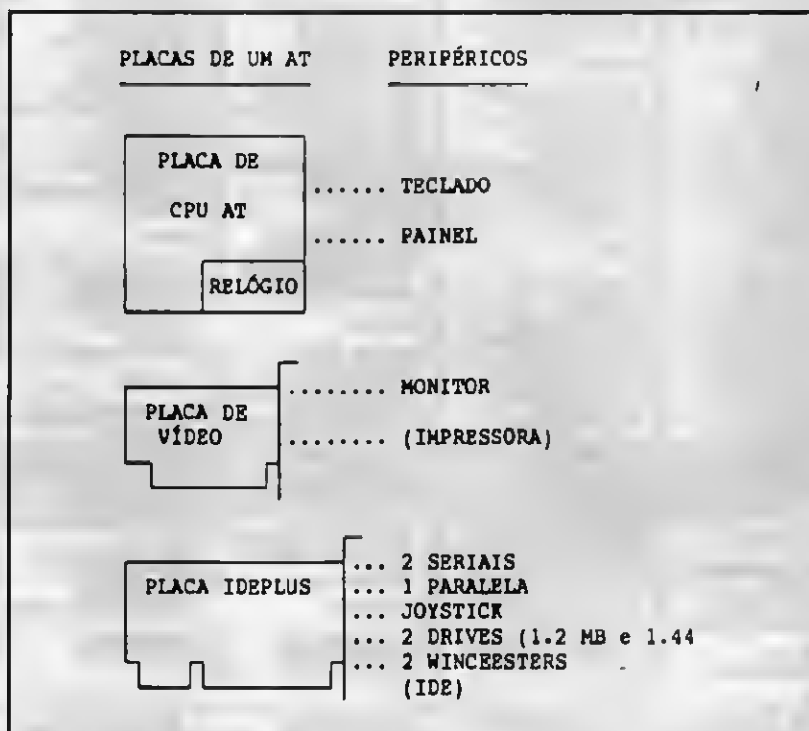 PLACAS DE UM AT PERIPÉRICOS
PLACA DE
CPU AT
RELÓGIO
...... TECLADO
...... PAINEL
PLACA DE
VÍDEO
........ MONITOR
........ (IMPRESSORA)
PLACA IDEPLUS
... 2 SERIAIS
... 1 PARALELA
... JOYSTICK
... 2 DRIVES (1.2 MB e 1.44
... 2 WINCEESTERS
(IDE)